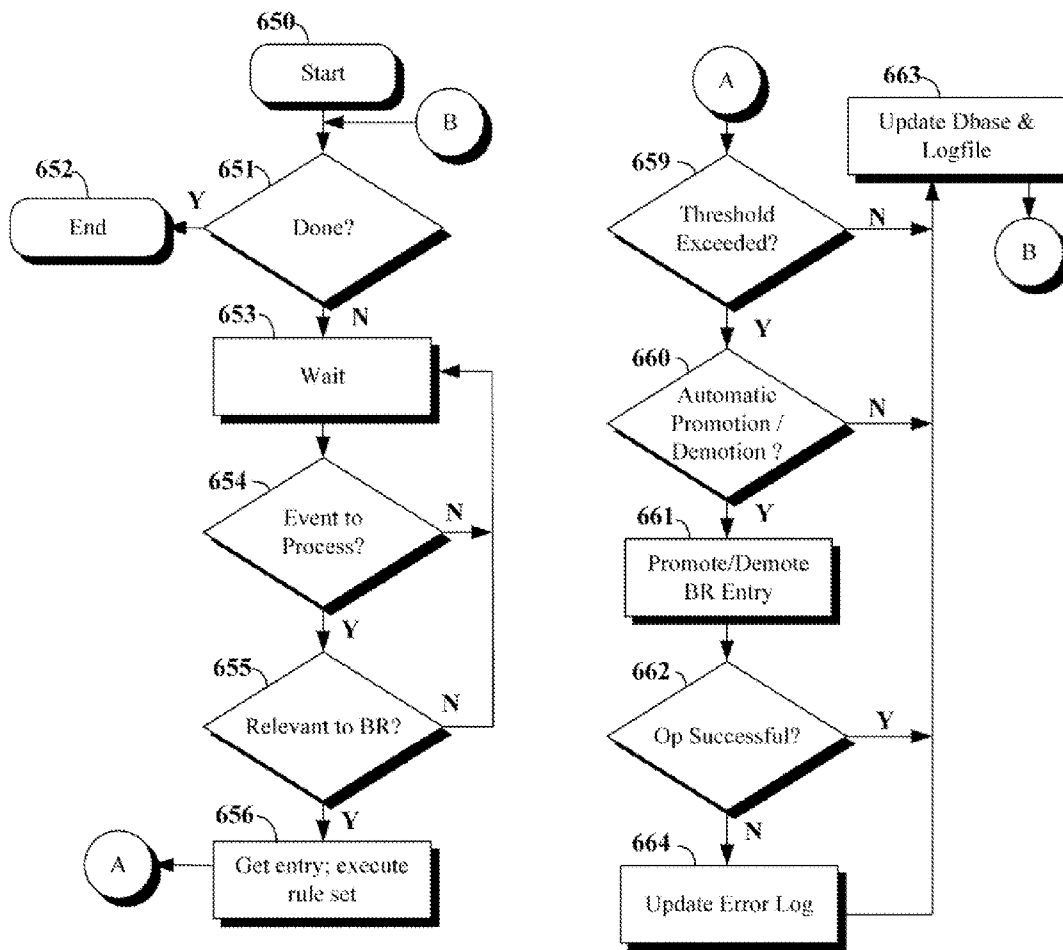 650
Start
B
651
652
Y
End
Done?
N
653
Wait
654
Event to
Process?
N
Y
655
Relevant to BR?
N
Y
656
A
Get entry; execute
rule set
A
663
Update Dbase &
Logfile
659
Threshold
Exceeded?
N
B
Y
660
Automatic
Promotion /
Demotion ?
N
Y
661
Promote/Demote
BR Entry
662
Op Successful?
Y
N
664
Update Error Log